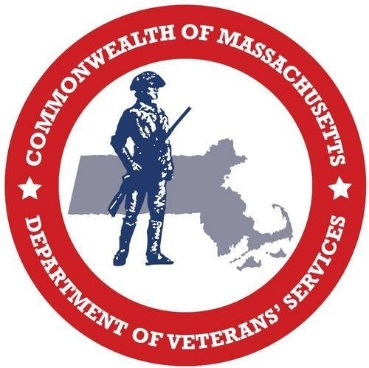 COMMONWEALTH OF MASSACHUSETTS
DEPARTMENT OF VETERANS' SERVICES